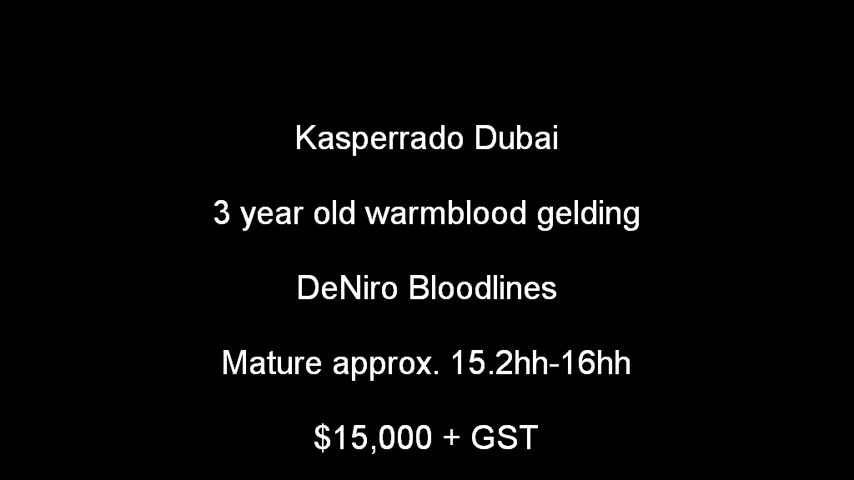 Kasperrado Dubai
3 year old warmblood gelding
DeNiro Bloodlines
Mature approx. 15.2hh-16hh
$15,000 + GST